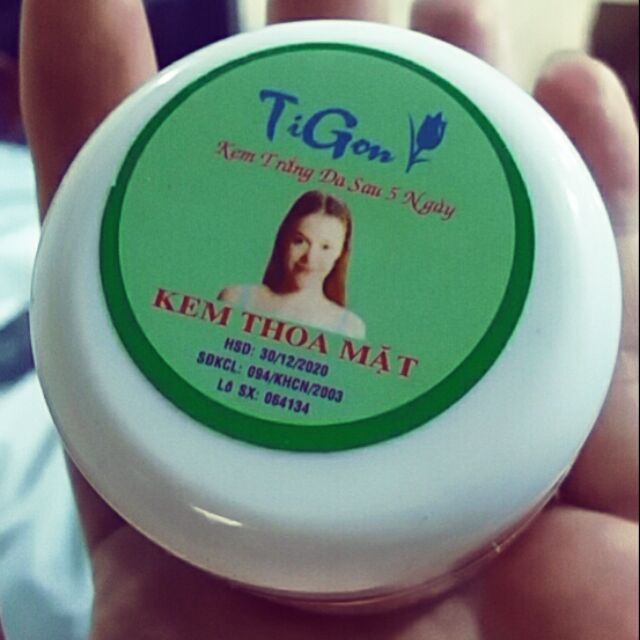 TiGon
Kem Trắng Da Sau 5 Ngày
KEM THOA MẶT
HSD: 30/12/2020
SĐKCL: 094/KHCN/2003
Lô SX: 084134